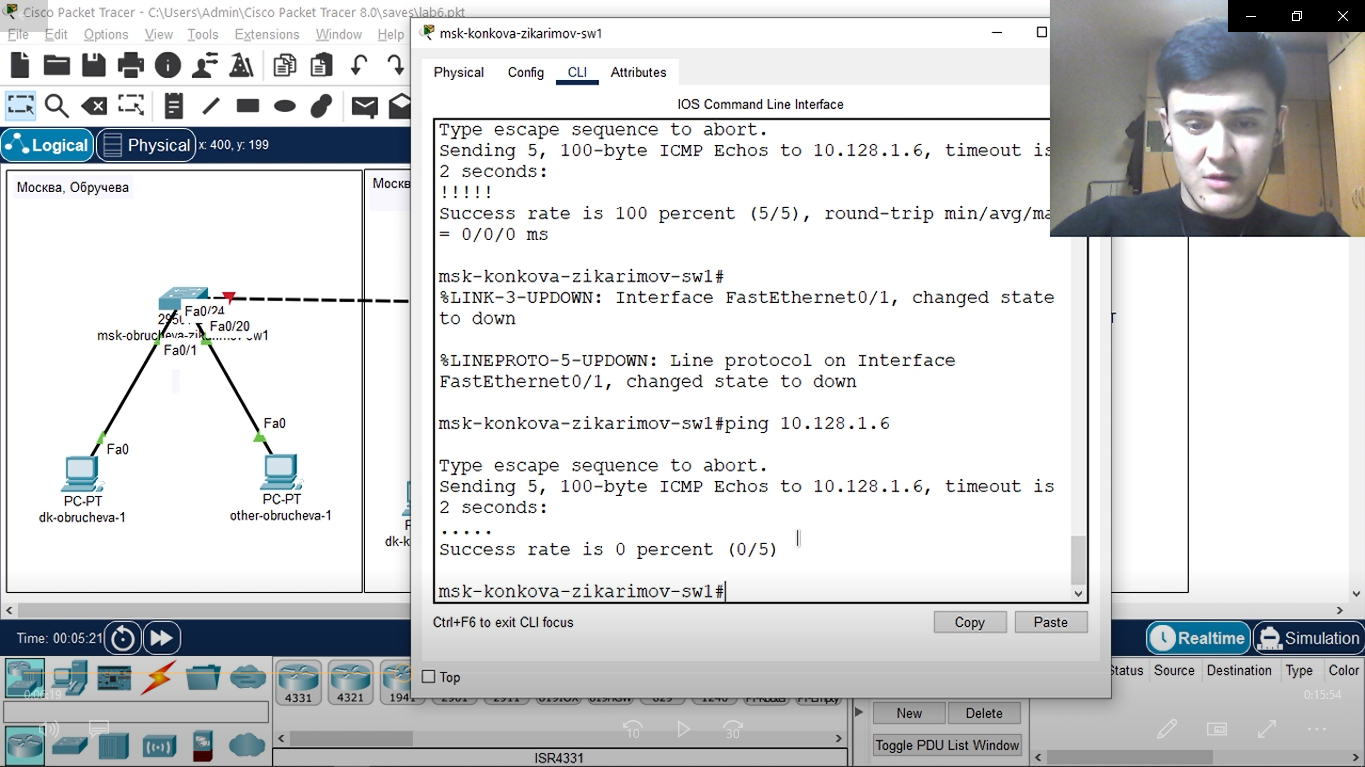 Cisco Packet Tracer - C:\Users\Admin\Cisco Packet Tracer 8.0\saves\lab6.pkt
File Edit Options View Tools Extensions Window Help
msk-konkova-zikarimov-sw1
Physical Config CLI Attributes
IOS Command Line Interface
Logical Physical x: 400, y: 199
Type escape sequence to abort.
Sending 5, 100-byte ICMP Echos to 10.128.1.6, timeout is
2 seconds:
!!!!!
Success rate is 100 percent (5/5), round-trip min/avg/ma
= 0/0/0 ms
msk-konkova-zikarimov-sw1#
%LINK-3-UPDOWN: Interface FastEthernet0/1, changed state
to down
%LINEPROTO-5-UPDOWN: Line protocol on Interface
FastEthernet0/1, changed state to down
msk-konkova-zikarimov-sw1#ping 10.128.1.6
Type escape sequence to abort.
Sending 5, 100-byte ICMP Echos to 10.128.1.6, timeout is
2 seconds:
.....
Success rate is 0 percent (0/5)
msk-konkova-zikarimov-sw1#
Ctrl+F6 to exit CLI focus
Copy Paste
Top
Москва, Обручева
Моск
Fa0/24
Fa0/20
Fa0/1
Fa0
Fa0
PC-PT
dk-obrucheva-1
PC-PT
other-obrucheva-1
dk-k
Time: 00:05:21
Realtime Simulation
Status Source Destination Type Color
0:06:19
0:15:54
4331 4321 1941 2901 2911
10
30
New Delete
Toggle PDU List Window
ISR4331